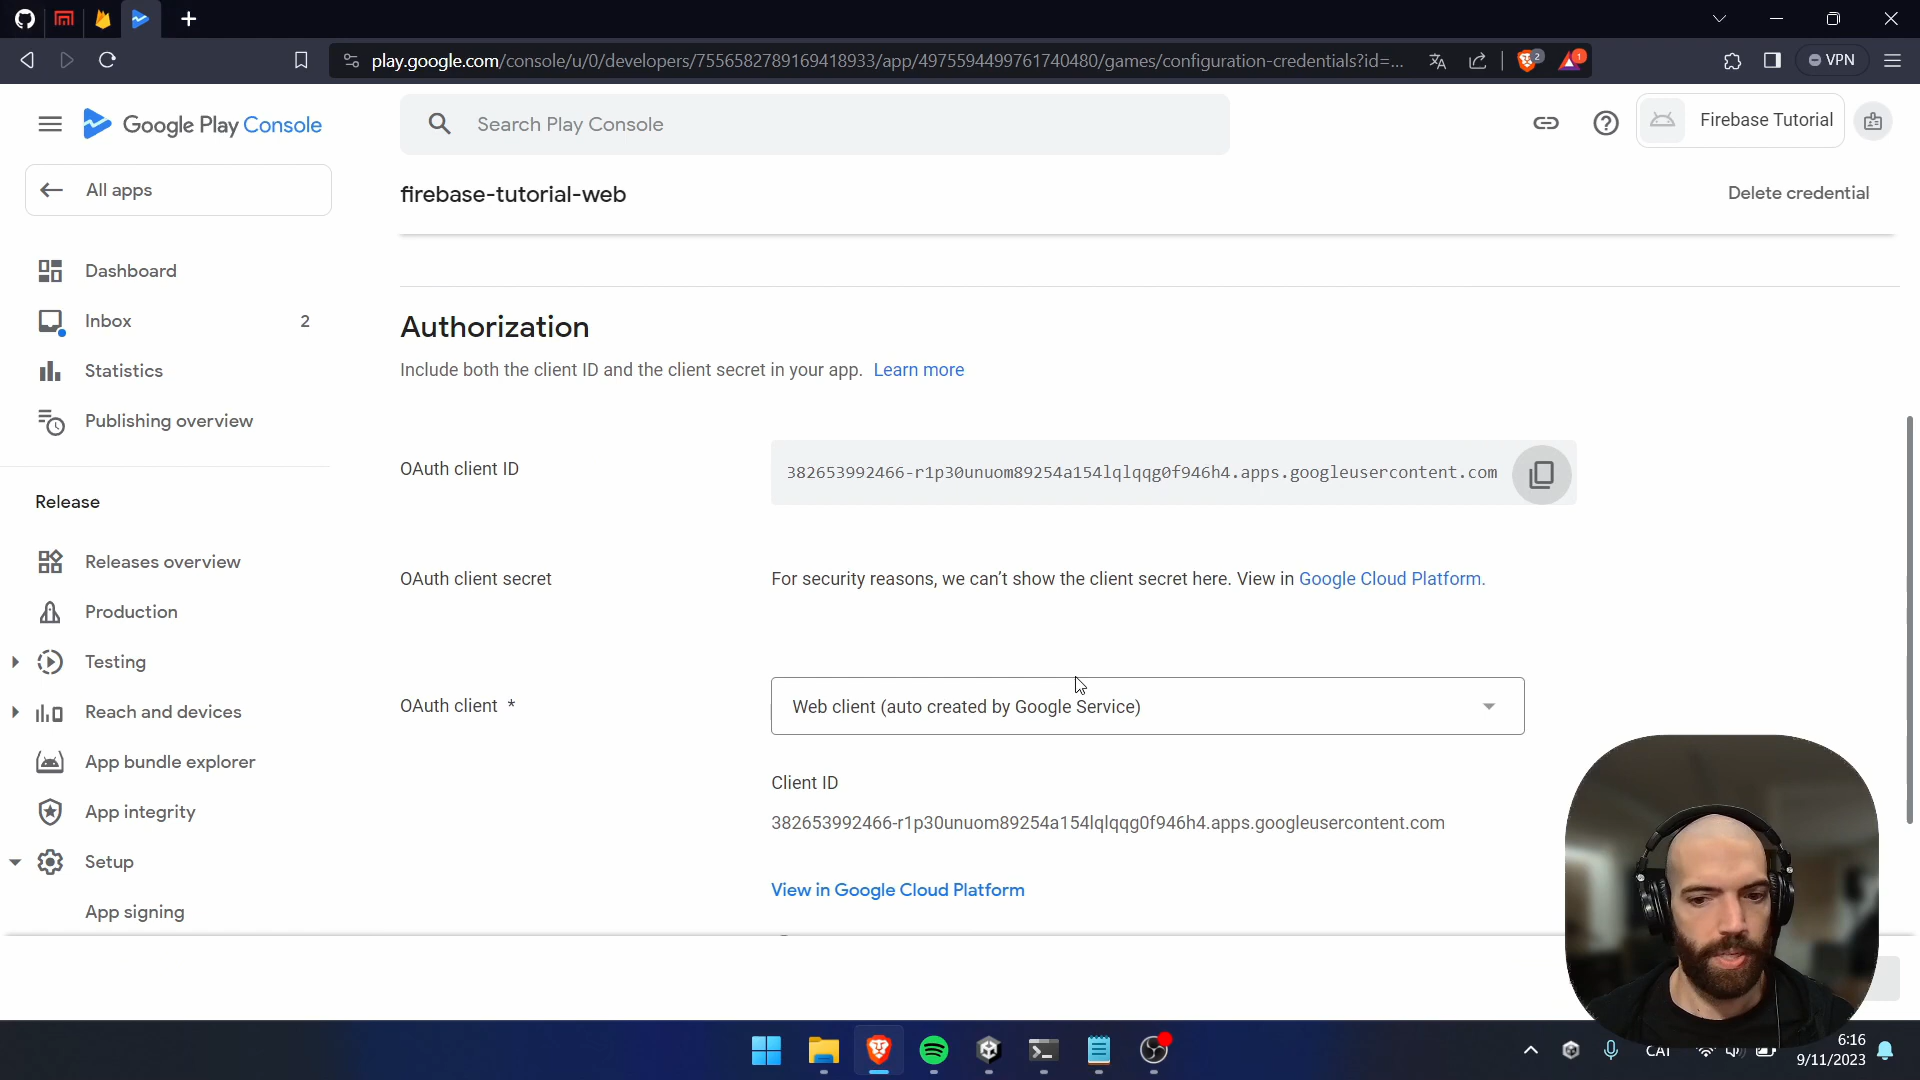 play.google.com/console/u/0/developers/7556582789169418933/app/4975594499761740480/games/configuration-credentials?id=...
2
1
VPN
Google Play Console
Search Play Console
Firebase Tutorial
All apps
firebase-tutorial-web
Delete credential
Dashboard
Inbox
2
Statistics
Publishing overview
Release
Releases overview
Production
Testing
Reach and devices
App bundle explorer
App integrity
Setup
App signing
Authorization
Include both the client ID and the client secret in your app. Learn more
OAuth client ID
382653992466-r1p30unuom89254a154lqlqqg0f946h4.apps.googleusercontent.com
OAuth client secret
For security reasons, we can't show the client secret here. View in Google Cloud Platform.
OAuth client *
Web client (auto created by Google Service)
Client ID
382653992466-r1p30unuom89254a154lqlqqg0f946h4.apps.googleusercontent.com
View in Google Cloud Platform
CAT
6:16
9/11/2023